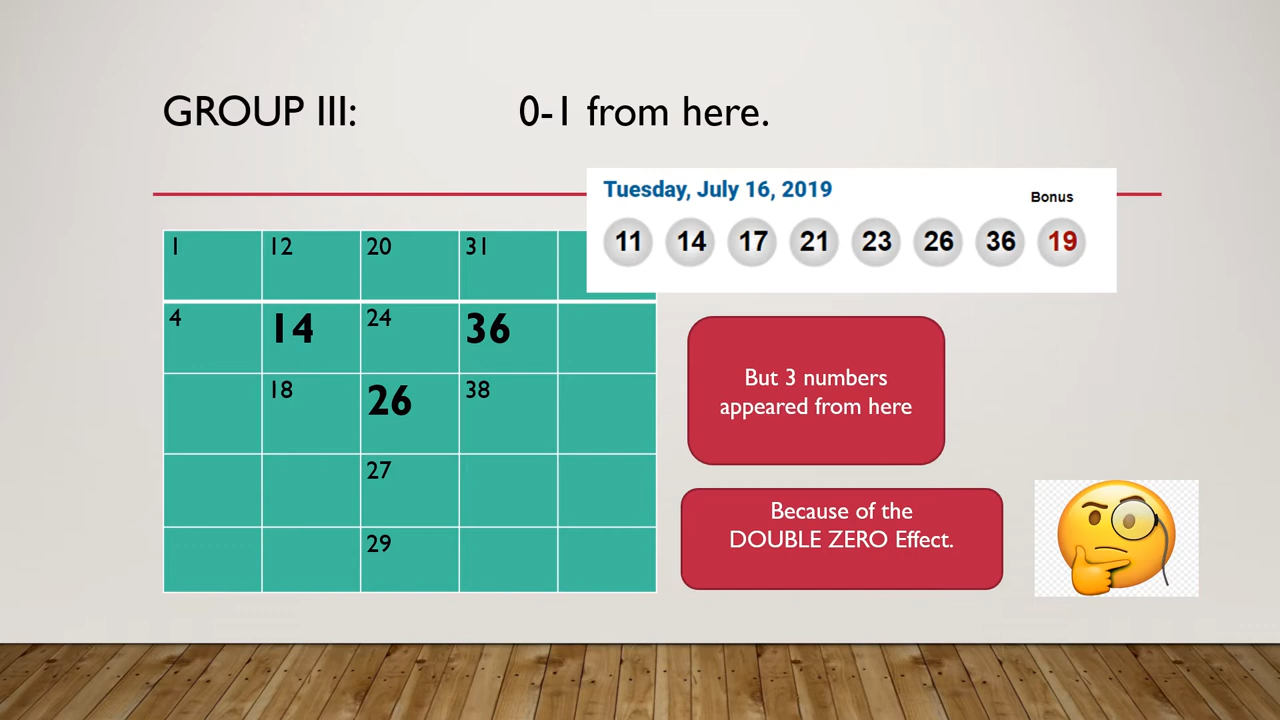 GROUP III: 0-1 from here.
Tuesday, July 16, 2019
Bonus
11 14 17 21 23 26 36 19
1 12 20 31
4 14 24 36
18 26 38
27
29
But 3 numbers
appeared from here
Because of the
DOUBLE ZERO Effect.